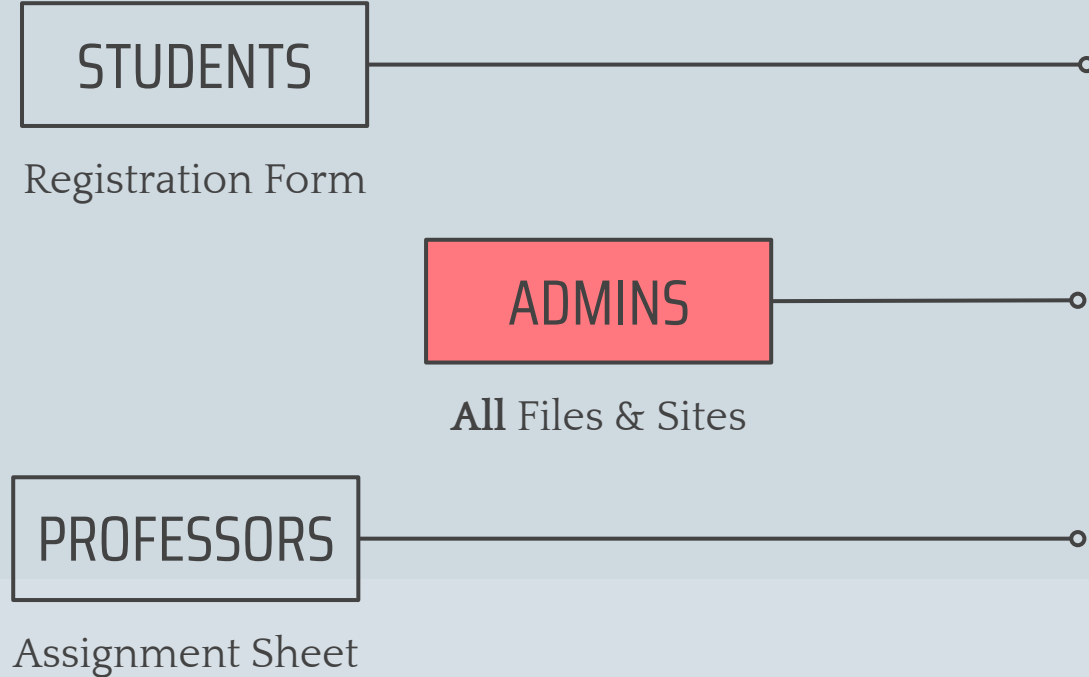 STUDENTS
Registration Form
ADMINS
All Files & Sites
PROFESSORS
Assignment Sheet